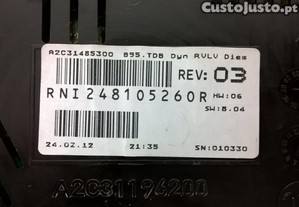 CustoJusto.pt
A2C31485300 B95.TDB Dyn RVLV Dies
REV: 03
RNI248105260R HW:06
SW:8.04
24.02.12 21:35 SN:010330
A2C31194200